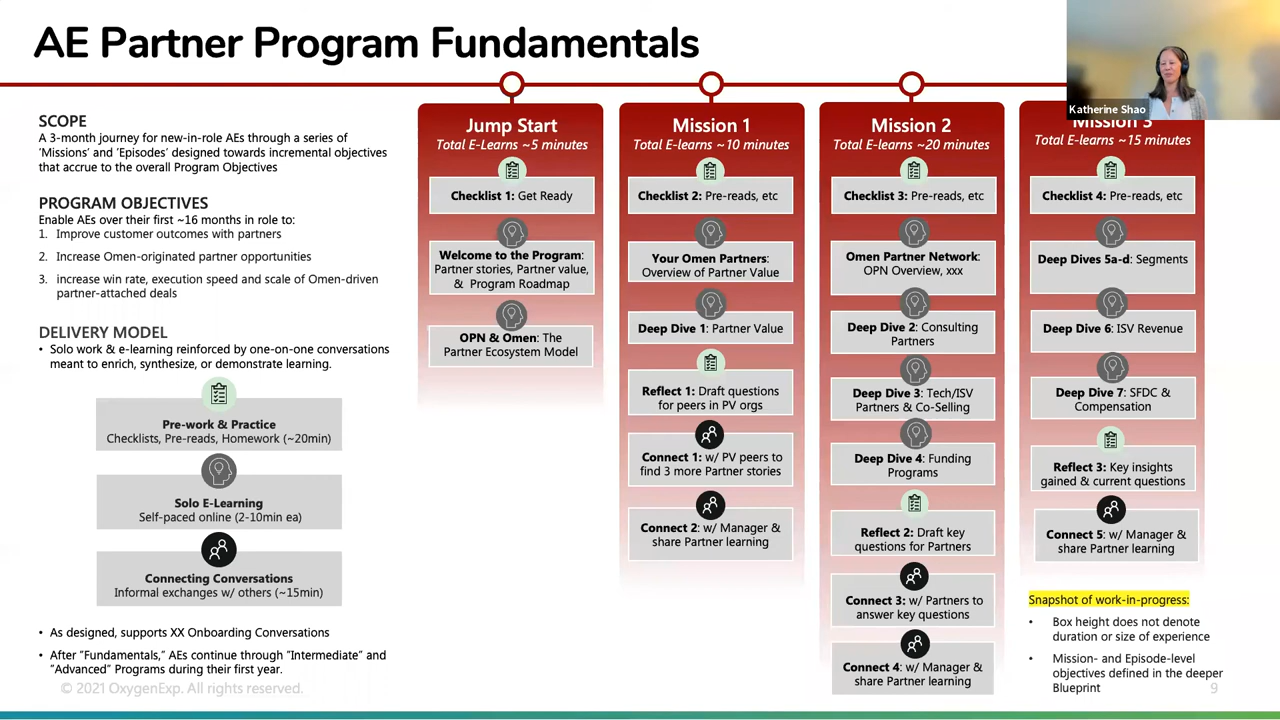 AE Partner Program Fundamentals
Katherine Shao
SCOPE
A 3-month journey for new-in-role AEs through a series of
'Missions' and 'Episodes' designed towards incremental objectives
that accrue to the overall Program Objectives
PROGRAM OBJECTIVES
Enable AEs over their first ~16 months in role to:
1. Improve customer outcomes with partners
2. Increase Omen-originated partner opportunities
3. increase win rate, execution speed and scale of Omen-driven
partner-attached deals
DELIVERY MODEL
• Solo work & e-learning reinforced by one-on-one conversations
meant to enrich, synthesize, or demonstrate learning.
Pre-work & Practice
Checklists, Pre-reads, Homework (~20min)
Solo E-Learning
Self-paced online (2-10min ea)
Connecting Conversations
Informal exchanges w/ others (~15min)
• As designed, supports XX Onboarding Conversations
• After "Fundamentals," AEs continue through "Intermediate" and
"Advanced" Programs during their first year.
© 2021 OxygenExp. All rights reserved.
Jump Start
Total E-Learns ~5 minutes
Checklist 1: Get Ready
Welcome to the Program:
Partner stories, Partner value,
& Program Roadmap
OPN & Omen: The
Partner Ecosystem Model
Mission 1
Total E-learns ~10 minutes
Checklist 2: Pre-reads, etc
Your Omen Partners:
Overview of Partner Value
Deep Dive 1: Partner Value
Reflect 1: Draft questions
for peers in PV orgs
Connect 1: w/ PV peers to
find 3 more Partner stories
Connect 2: w/ Manager &
share Partner learning
Mission 2
Total E-learns ~20 minutes
Checklist 3: Pre-reads, etc
Omen Partner Network:
OPN Overview, xxx
Deep Dive 2: Consulting
Partners
Deep Dive 3: Tech/ISV
Partners & Co-Selling
Deep Dive 4: Funding
Programs
Reflect 2: Draft key
questions for Partners
Connect 3: w/ Partners to
answer key questions
Connect 4: w/ Manager &
share Partner learning
Mission 3
Total E-learns ~15 minutes
Checklist 4: Pre-reads, etc
Deep Dives 5a-d: Segments
Deep Dive 6: ISV Revenue
Deep Dive 7: SFDC &
Compensation
Reflect 3: Key insights
gained & current questions
Connect 5: w/ Manager &
share Partner learning
Snapshot of work-in-progress:
• Box height does not denote
duration or size of experience
• Mission- and Episode-level
objectives defined in the deeper
Blueprint
9